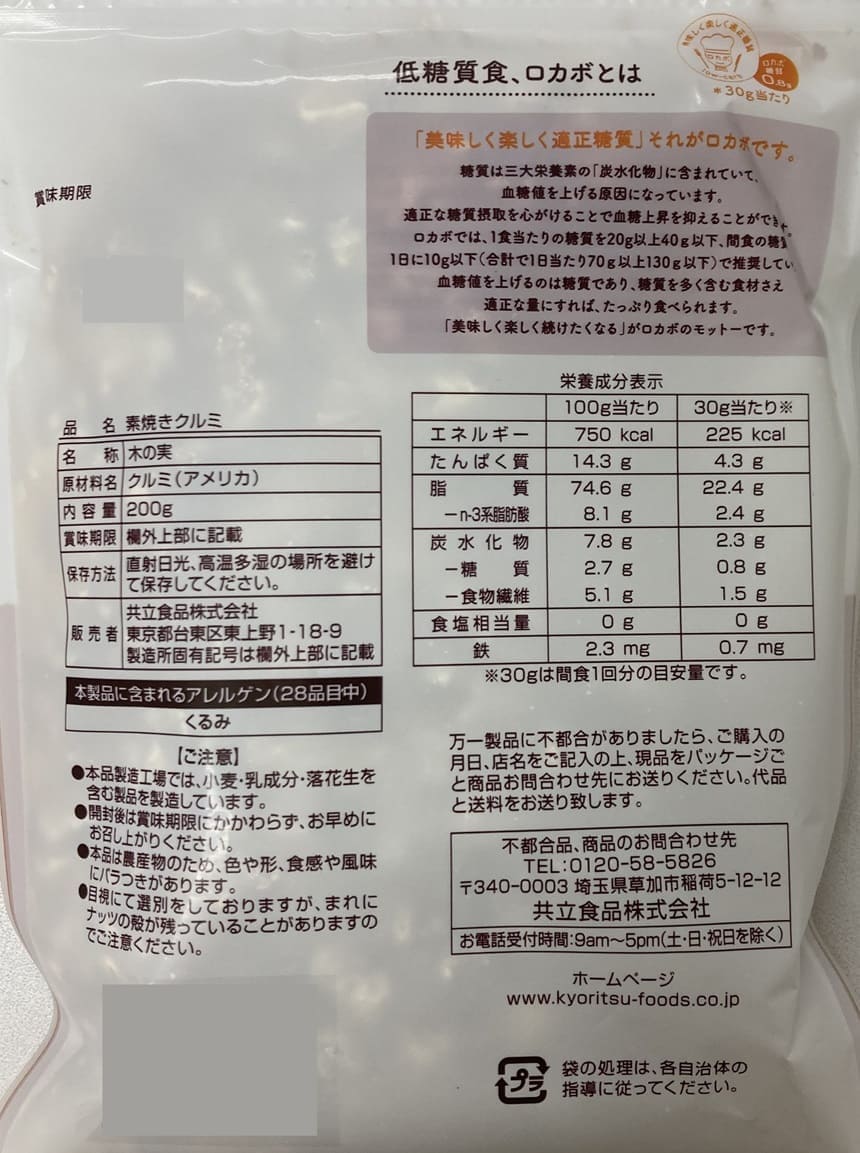 低糖質食、ロカボとは
美味しく楽しく適正糖質
ロカボ
low-carb
ロカボ
糖質
0.8g
*30g当たり
「美味しく楽しく適正糖質」それがロカボです。
糖質は三大栄養素の「炭水化物」に含まれていて、
血糖値を上げる原因になっています。
適正な糖質摂取を心がけることで血糖上昇を抑えることができ
ロカボでは、1食当たりの糖質を20g以上40g以下、間食の糖質
1日に10g以下(合計で1日当たり70g以上130g以下)で推奨してい
血糖値を上げるのは糖質であり、糖質を多く含む食材さえ
適正な量にすれば、たっぷり食べられます。
「美味しく楽しく続けたくなる」がロカボのモットーです。
賞味期限
品名 素焼きクルミ
名称 木の実
原材料名 クルミ(アメリカ)
内容量 200g
賞味期限 欄外上部に記載
保存方法 直射日光、高温多湿の場所を避け
て保存してください。
販売者 共立食品株式会社
東京都台東区東上野1-18-9
製造所固有記号は欄外上部に記載
本製品に含まれるアレルゲン(28品目中)
くるみ
【ご注意】
●本品製造工場では、小麦・乳成分・落花生を
含む製品を製造しています。
●開封後は賞味期限にかかわらず、お早めに
お召し上がりください。
●本品は農産物のため、色や形、食感や風味
にバラつきがあります。
●目視にて選別をしておりますが、まれに
ナッツの殻が残っていることがありますの
でご注意ください。
栄養成分表示
100g当たり 30g当たり※
エネルギー 750 kcal 225 kcal
たんぱく質 14.3 g 4.3 g
脂質 74.6 g 22.4 g
-n-3系脂肪酸 8.1 g 2.4 g
炭水化物 7.8 g 2.3 g
-糖質 2.7 g 0.8 g
-食物繊維 5.1 g 1.5 g
食塩相当量 0 g 0 g
鉄 2.3 mg 0.7 mg
※30gは間食1回分の目安量です。
万一製品に不都合がありましたら、ご購入の
月日、店名をご記入の上、現品をパッケージご
と商品お問合わせ先にお送りください。代品
と送料をお送り致します。
不都合品、商品のお問合わせ先
TEL:0120-58-5826
〒340-0003 埼玉県草加市稲荷5-12-12
共立食品株式会社
お電話受付時間:9am~5pm(土・日・祝日を除く)
ホームページ
www.kyoritsu-foods.co.jp
プラ
袋の処理は、各自治体の
指導に従ってください。